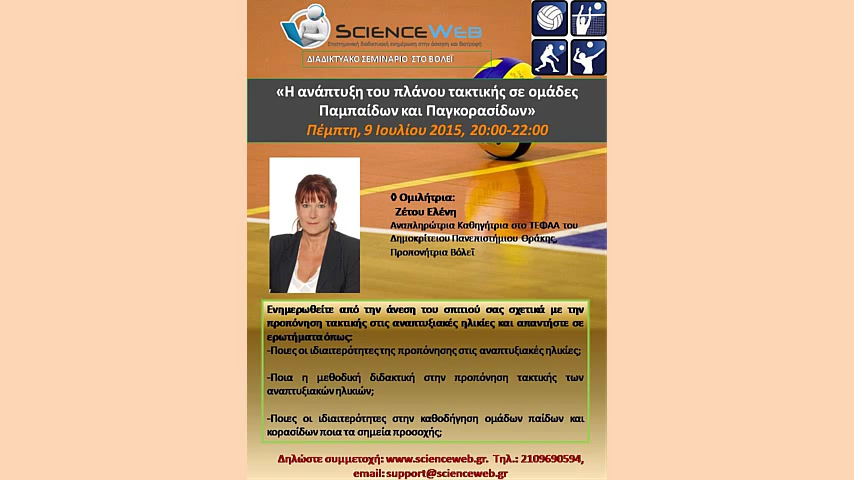 SCIENCEWEB
Επιστημονική διαδικτυακή ενημέρωση στην άσκηση και διατροφή
ΔΙΑΔΙΚΤΥΑΚΟ ΣΕΜΙΝΑΡΙΟ ΣΤΟ ΒΟΛΕΪ
«Η ανάπτυξη του πλάνου τακτικής σε ομάδες
Παμπαίδων και Παγκορασίδων»
Πέμπτη, 9 Ιουλίου 2015, 20:00-22:00
◊ Ομιλήτρια:
Ζέτου Ελένη
Αναπληρώτρια Καθηγήτρια στο ΤΕΦΑΑ του
Δημοκρίτειου Πανεπιστήμιου Θράκης,
Προπονήτρια Βόλεϊ
Ενημερωθείτε από την άνεση του σπιτιού σας σχετικά με την
προπόνηση τακτικής στις αναπτυξιακές ηλικίες και απαντήστε σε
ερωτήματα όπως:
-Ποιες οι ιδιαιτερότητες της προπόνησης στις αναπτυξιακές ηλικίες;
-Ποια η μεθοδική διδακτική στην προπόνηση τακτικής των
αναπτυξιακών ηλικιών;
-Ποιες οι ιδιαιτερότητες στην καθοδήγηση ομάδων παίδων και
κορασίδων ποια τα σημεία προσοχής;
Δηλώστε συμμετοχή: www.scienceweb.gr. Τηλ.: 2109690594,
email: support@scienceweb.gr